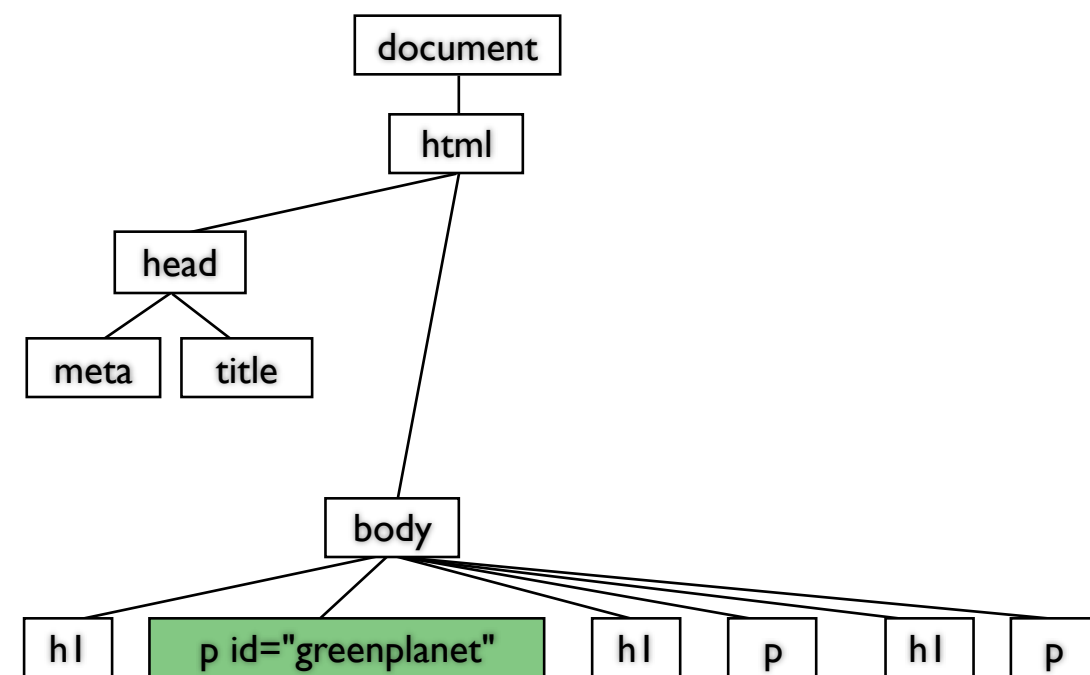 document
html
head
meta title
body
h1 p id="greenplanet" h1 p h1 p